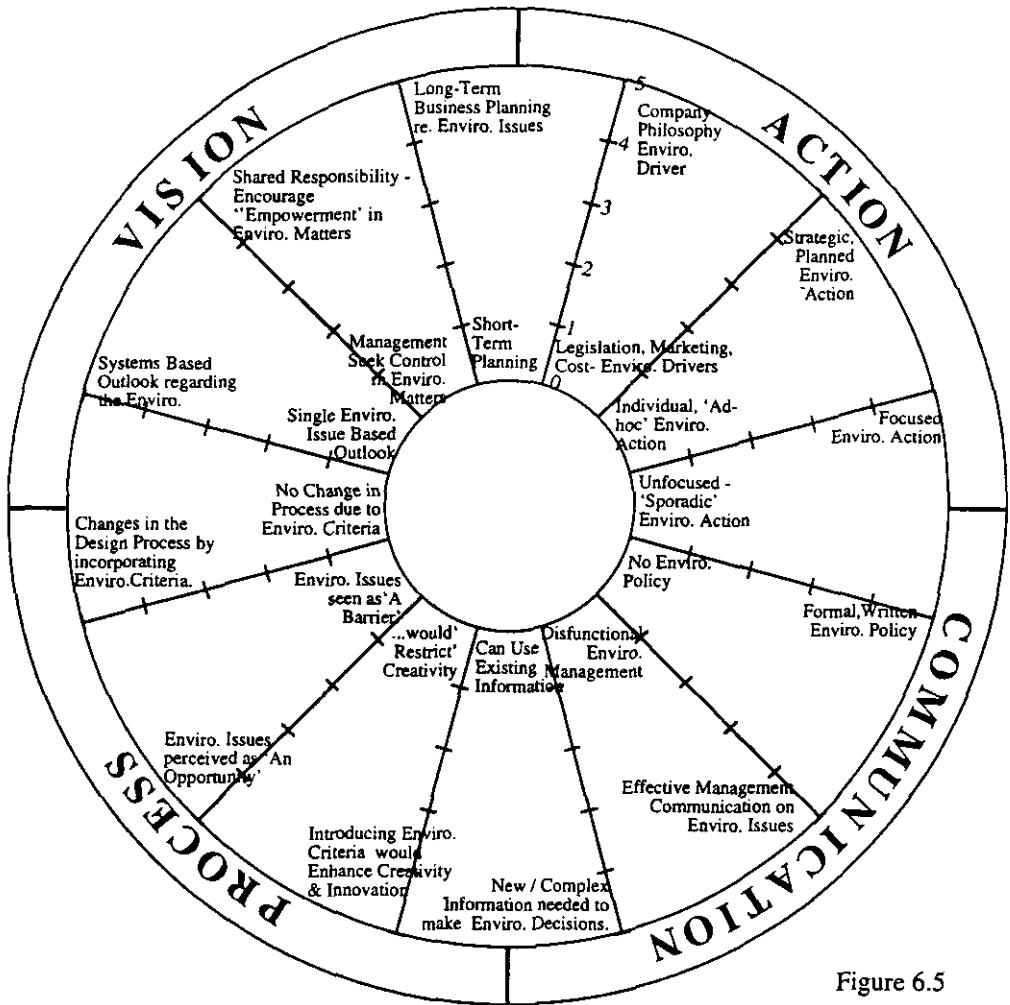 VISION
ACTION
COMMUNICATION
PROCESS
Long-Term
Business Planning
re. Enviro. Issues
Short-
Term
Planning
5
4
3
2
1
0
Company
Philosophy
Enviro.
Driver
Legislation, Marketing,
Cost- Enviro. Drivers
Strategic,
Planned
Enviro.
Action
Individual, 'Ad-
hoc' Enviro.
Action
Focused
Enviro. Action
Unfocused -
'Sporadic'
Enviro. Action
No Enviro.
Policy
Formal, Written
Enviro. Policy
Disfunctional
Enviro.
Management
Effective Management
Communication on
Enviro. Issues
Can Use
Existing
Information
New / Complex
Information needed to
make Enviro. Decisions.
...would'
Restrict'
Creativity
Introducing Enviro.
Criteria would
Enhance Creativity
& Innovation
Enviro. Issues
seen as 'A
Barrier'
Enviro. Issues
perceived as 'An
Opportunity'
No Change in
Process due to
Enviro. Criteria
Changes in the
Design Process by
incorporating
Enviro.Criteria.
Single Enviro.
Issue Based
Outlook
Systems Based
Outlook regarding
the Enviro.
Management
Seek Control
in Enviro.
Matters
Shared Responsibility -
Encourage
'Empowerment' in
Enviro. Matters
Figure 6.5